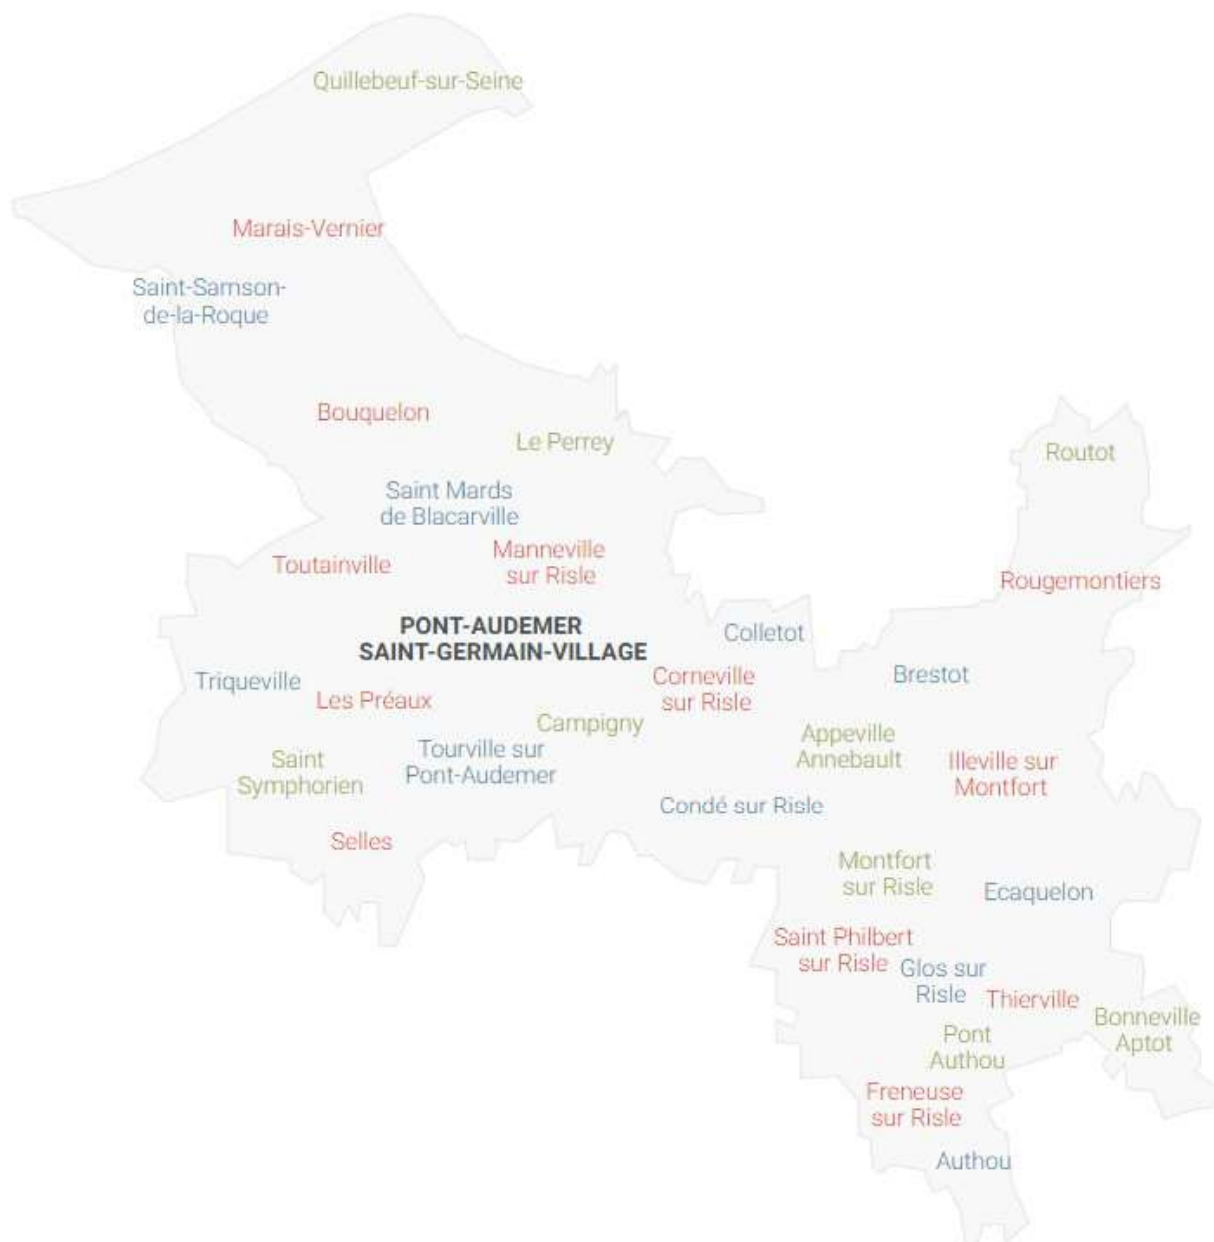 Quillebeuf-sur-Seine
Marais-Vernier
Saint-Samson-
de-la-Roque
Bouquelon
Le Perrey
Routot
Saint Mards
de Blacarville
Manneville
sur Risle
Toutainville
Rougemontiers
PONT-AUDEMER
SAINT-GERMAIN-VILLAGE
Colletot
Triqueville
Les Préaux
Corneville
sur Risle
Brestot
Campigny
Appeville
Annebault
Saint
Symphorien
Tourville sur
Pont-Audemer
Illeville sur
Montfort
Condé sur Risle
Selles
Montfort
sur Risle
Ecaquelon
Saint Philbert
sur Risle
Glos sur
Risle
Thierville
Bonneville
Aptot
Pont
Authou
Freneuse
sur Risle
Authou